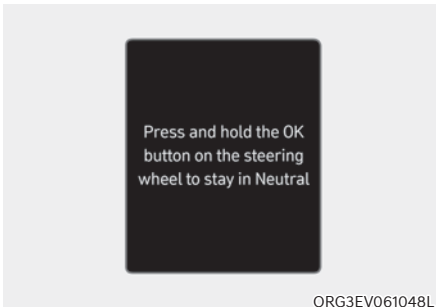 Press and hold the OK
button on the steering
wheel to stay in Neutral
ORG3EV061048L